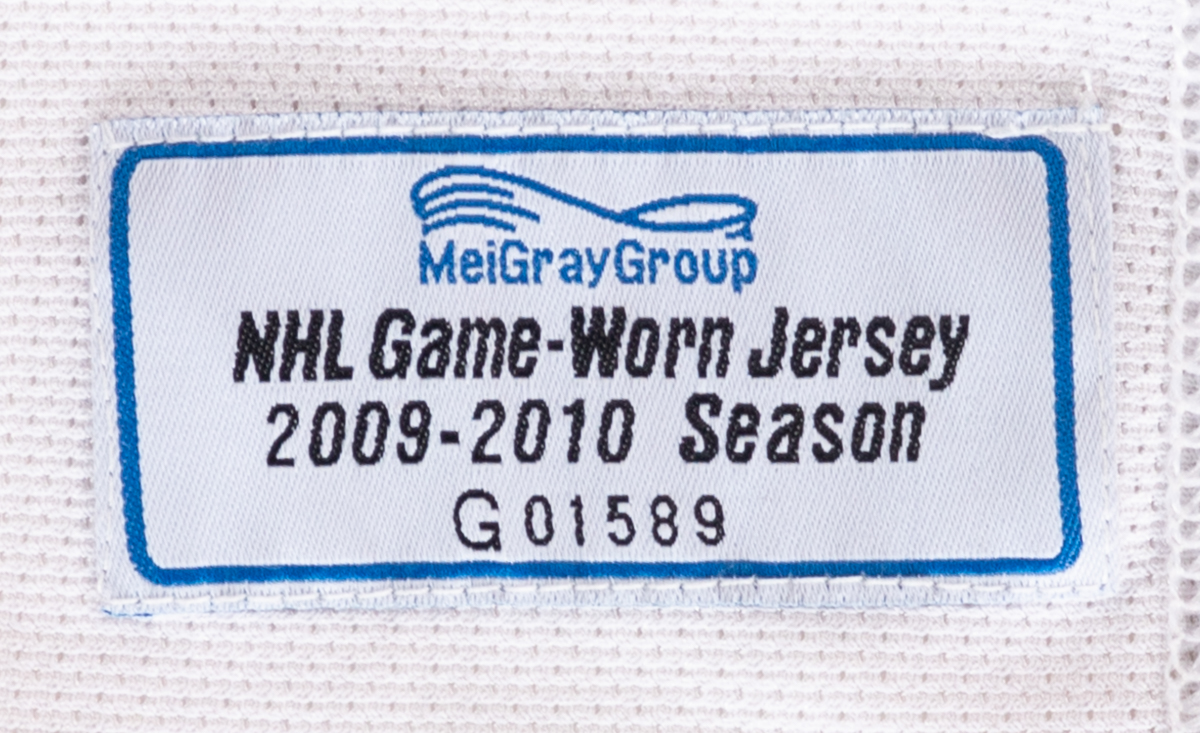 MeiGrayGroup
NHL Game-Worn Jersey
2009-2010 Season
G01589